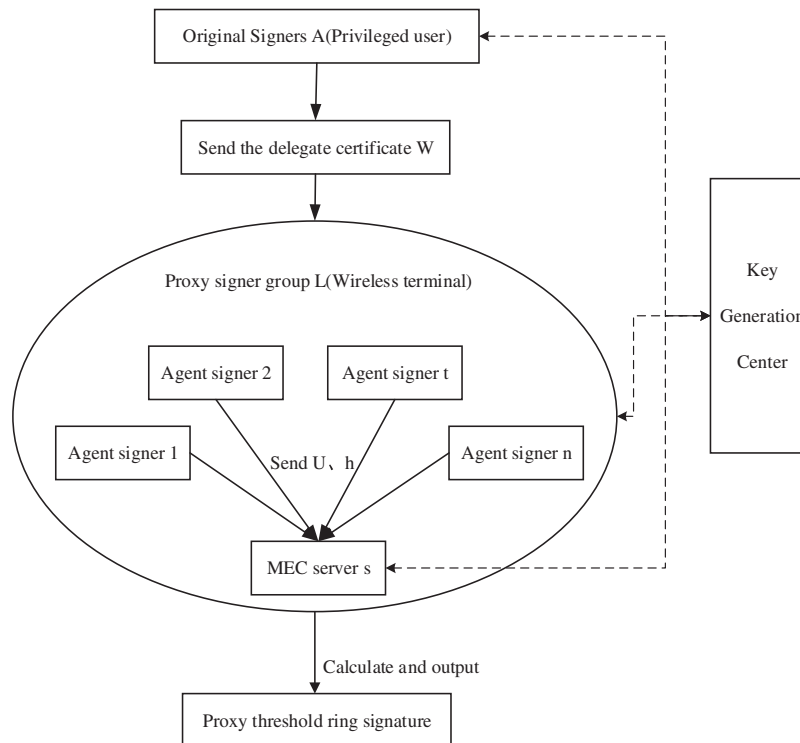 Original Signers A(Privileged user)
Send the delegate certificate W
Proxy signer group L(Wireless terminal)
Key
Generation
Center
Agent signer 2
Agent signer t
Agent signer 1
Send U、h
Agent signer n
MEC server s
Calculate and output
Proxy threshold ring signature